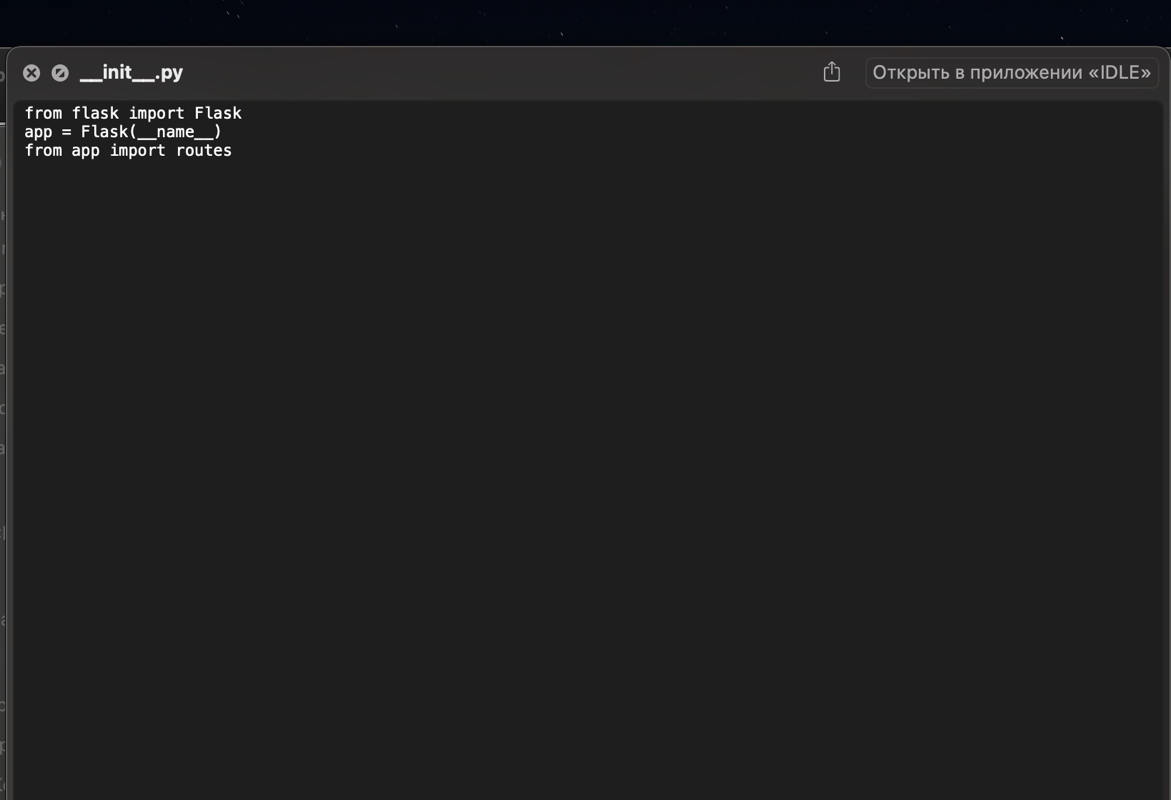 __init__.py
Открыть в приложении «IDLE»
from flask import Flask
app = Flask(__name__)
from app import routes